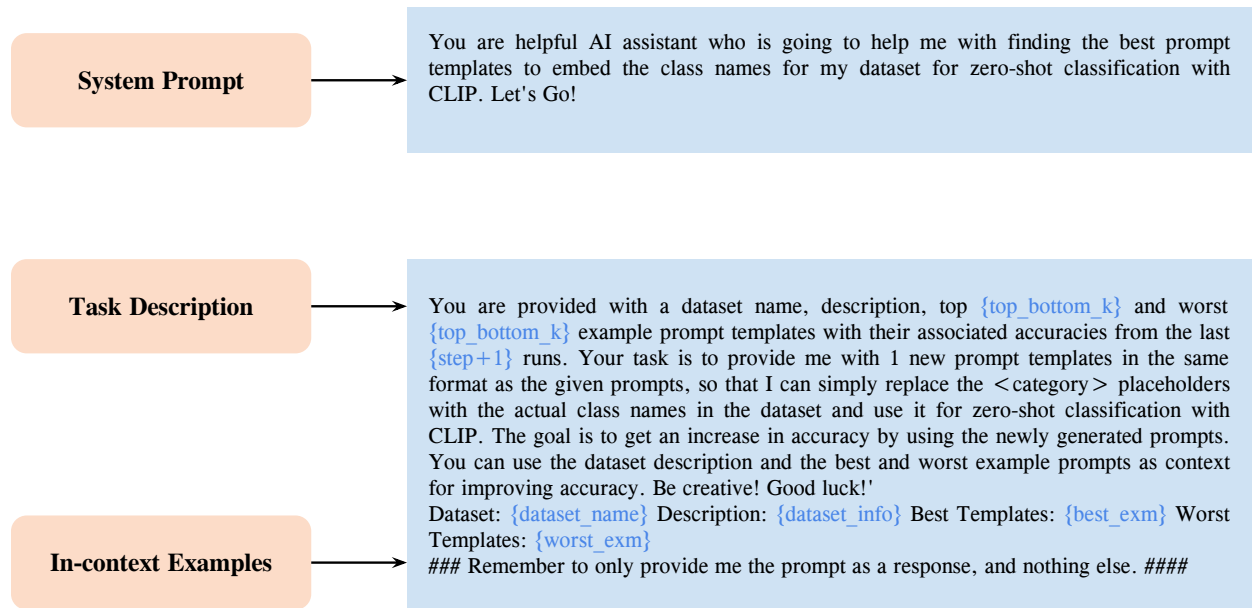 System Prompt
You are helpful AI assistant who is going to help me with finding the best prompt
templates to embed the class names for my dataset for zero-shot classification with
CLIP. Let's Go!
Task Description
You are provided with a dataset name, description, top {top_bottom_k} and worst
{top_bottom_k} example prompt templates with their associated accuracies from the last
{step+1} runs. Your task is to provide me with 1 new prompt templates in the same
format as the given prompts, so that I can simply replace the <category> placeholders
with the actual class names in the dataset and use it for zero-shot classification with
CLIP. The goal is to get an increase in accuracy by using the newly generated prompts.
You can use the dataset description and the best and worst example prompts as context
for improving accuracy. Be creative! Good luck!'
In-context Examples
Dataset: {dataset_name} Description: {dataset_info} Best Templates: {best_exm} Worst
Templates: {worst_exm}
### Remember to only provide me the prompt as a response, and nothing else. ####